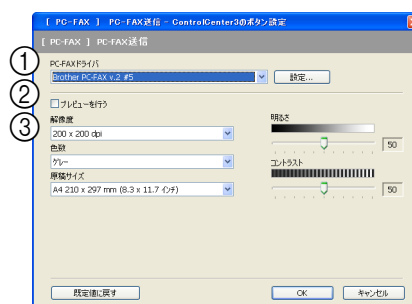 [ PC-FAX ] PC-FAX送信 - ControlCenter3のボタン設定
[ PC-FAX ] PC-FAX送信
①
PC-FAXドライバ
Brother PC-FAX v.2 #5
設定...
②
プレビューを行う
③
解像度
明るさ
200 x 200 dpi
50
色数
グレー
コントラスト
原稿サイズ
A4 210 x 297 mm (8.3 x 11.7 インチ)
50
既定値に戻す
OK
キャンセル